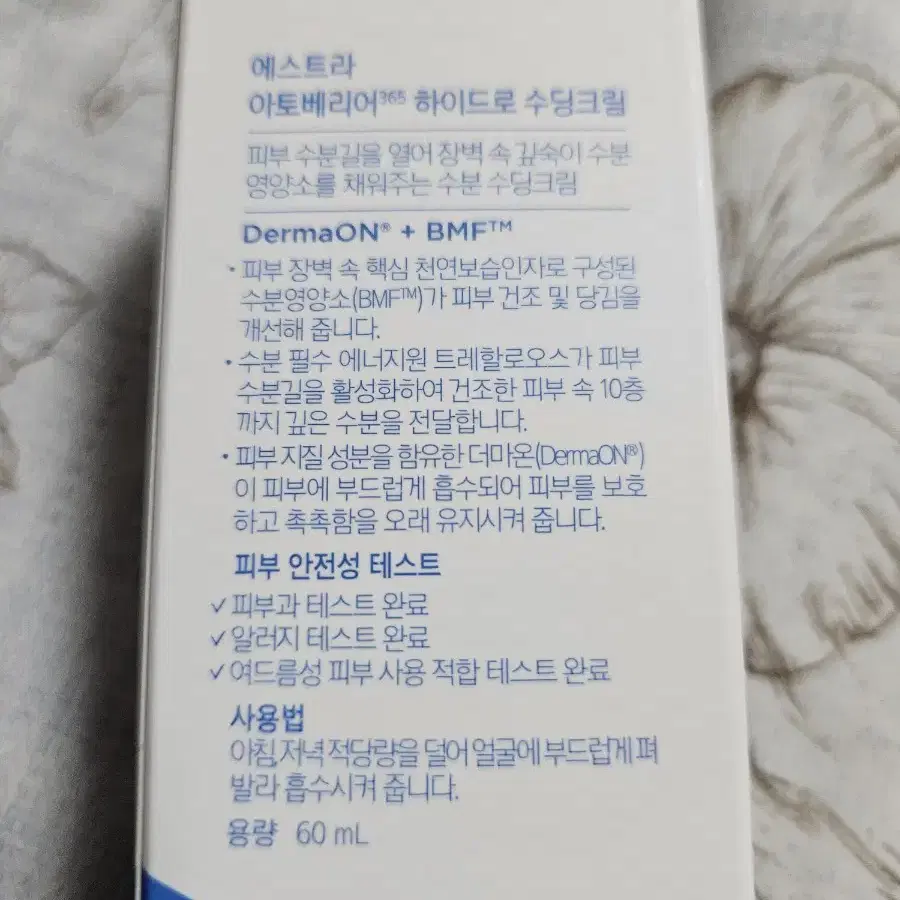 에스트라
아토베리어365 하이드로 수딩크림
피부 수분길을 열어 장벽 속 깊숙이 수분
영양소를 채워주는 수분 수딩크림
DermaON® + BMF™
• 피부 장벽 속 핵심 천연보습인자로 구성된
수분영양소(BMF™)가 피부 건조 및 당김을
개선해 줍니다.
• 수분 필수 에너지원 트레할로오스가 피부
수분길을 활성화하여 건조한 피부 속 10층
까지 깊은 수분을 전달합니다.
• 피부 지질 성분을 함유한 더마온(DermaON®)
이 피부에 부드럽게 흡수되어 피부를 보호
하고 촉촉함을 오래 유지시켜 줍니다.
피부 안전성 테스트
✓ 피부과 테스트 완료
✓ 알러지 테스트 완료
✓ 여드름성 피부 사용 적합 테스트 완료
사용법
아침, 저녁 적당량을 덜어 얼굴에 부드럽게 펴
발라 흡수시켜 줍니다.
용량 60 mL